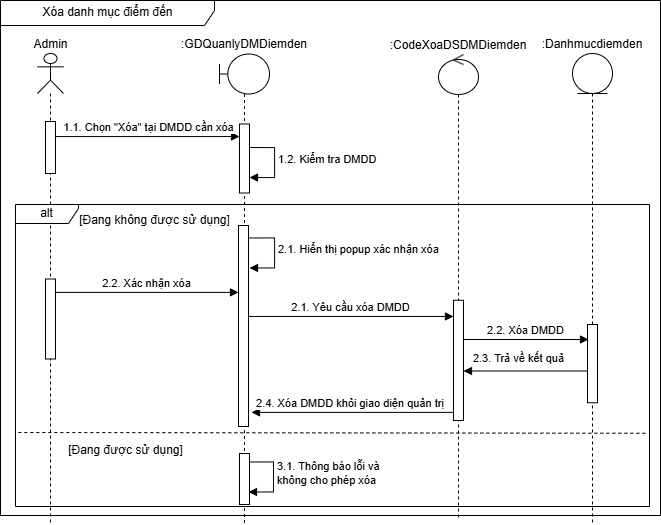 Xóa danh mục điểm đến
Admin
:GDQuanlyDMDiemden
:CodeXoaDSDMDiemden
:Danhmucdiemden
1.1. Chọn "Xóa" tại DMDD cần xóa
1.2. Kiểm tra DMDD
alt
[Đang không được sử dụng]
2.1. Hiển thị popup xác nhận xóa
2.2. Xác nhận xóa
2.1. Yêu cầu xóa DMDD
2.2. Xóa DMDD
2.3. Trả về kết quả
2.4. Xóa DMDD khỏi giao diện quản trị
[Đang được sử dụng]
3.1. Thông báo lỗi và
không cho phép xóa